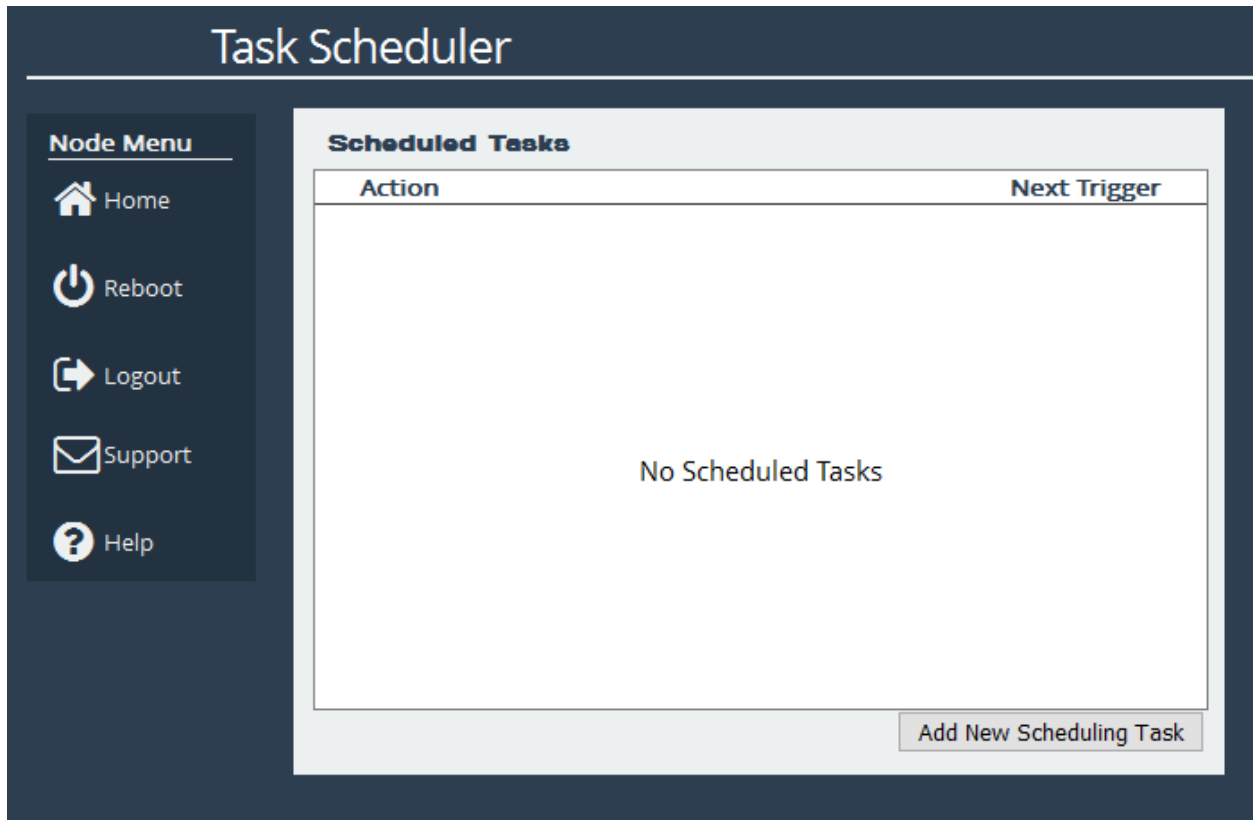 Task Scheduler
Node Menu
Home
Reboot
Logout
Support
Help
Scheduled Tasks
Action Next Trigger
No Scheduled Tasks
Add New Scheduling Task